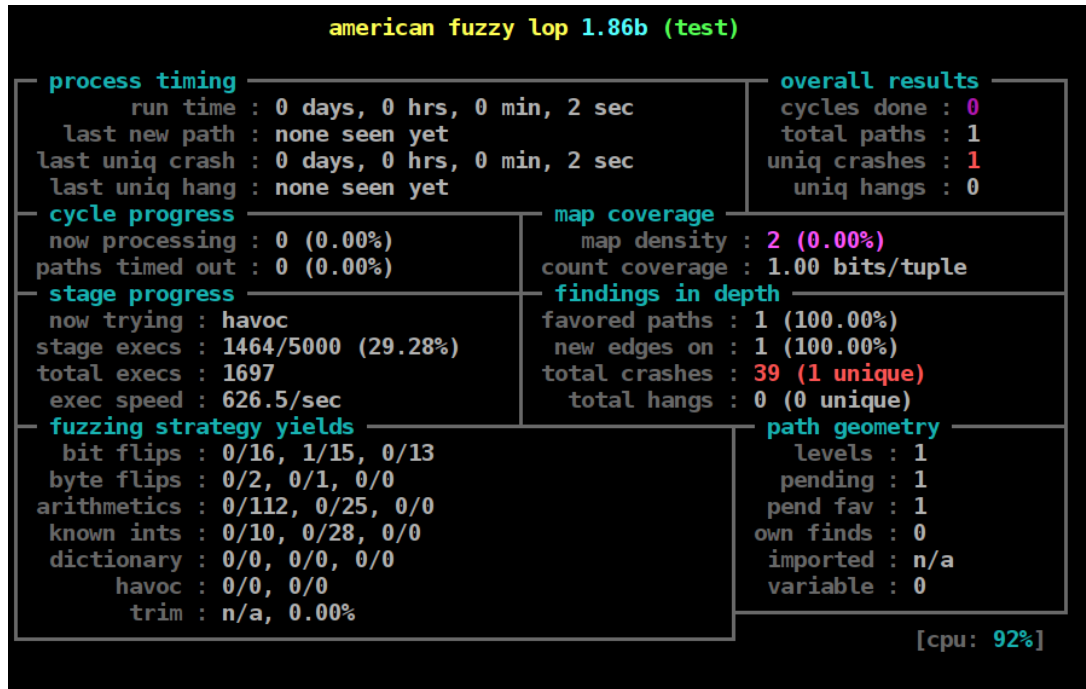 american fuzzy lop 1.86b (test)
process timing
run time : 0 days, 0 hrs, 0 min, 2 sec
last new path : none seen yet
last uniq crash : 0 days, 0 hrs, 0 min, 2 sec
last uniq hang : none seen yet
overall results
cycles done : 0
total paths : 1
uniq crashes : 1
uniq hangs : 0
cycle progress
now processing : 0 (0.00%)
paths timed out : 0 (0.00%)
map coverage
map density : 2 (0.00%)
count coverage : 1.00 bits/tuple
stage progress
now trying : havoc
stage execs : 1464/5000 (29.28%)
total execs : 1697
exec speed : 626.5/sec
findings in depth
favored paths : 1 (100.00%)
new edges on : 1 (100.00%)
total crashes : 39 (1 unique)
total hangs : 0 (0 unique)
fuzzing strategy yields
bit flips : 0/16, 1/15, 0/13
byte flips : 0/2, 0/1, 0/0
arithmetics : 0/112, 0/25, 0/0
known ints : 0/10, 0/28, 0/0
dictionary : 0/0, 0/0, 0/0
havoc : 0/0, 0/0
trim : n/a, 0.00%
path geometry
levels : 1
pending : 1
pend fav : 1
own finds : 0
imported : n/a
variable : 0
[cpu: 92%]